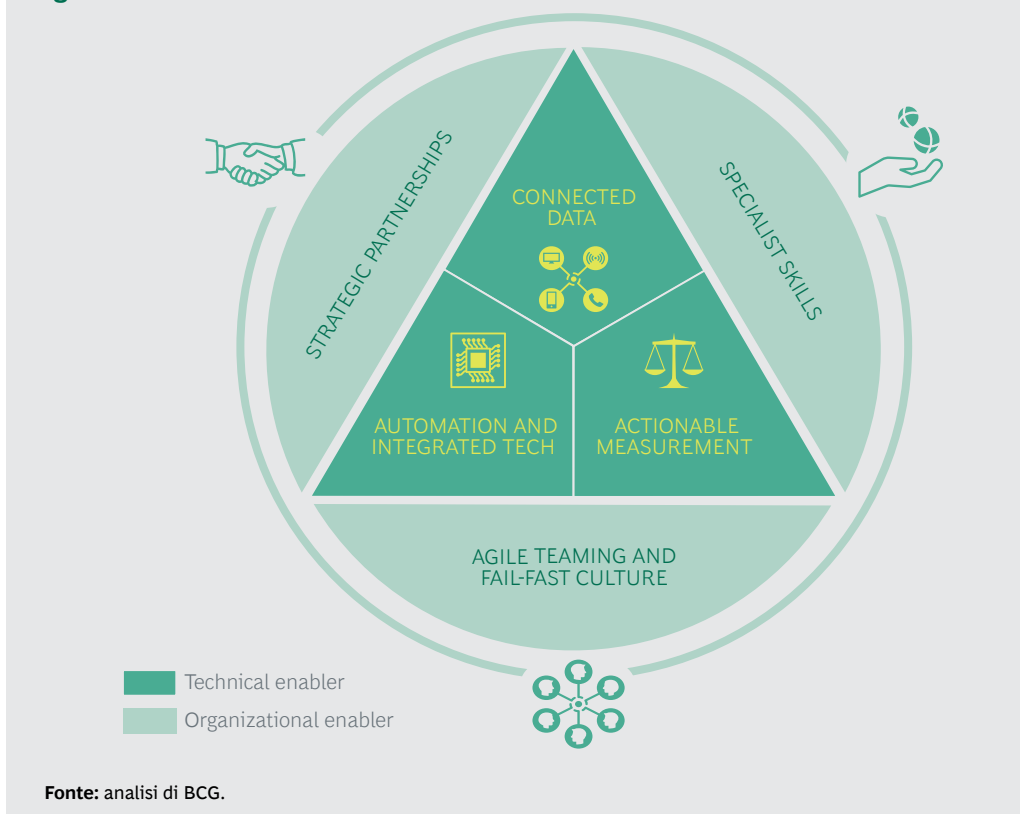 STRATEGIC PARTNERSHIPS
SPECIALIST SKILLS
CONNECTED
DATA
AUTOMATION AND
INTEGRATED TECH
ACTIONABLE
MEASUREMENT
AGILE TEAMING AND
FAIL-FAST CULTURE
Technical enabler
Organizational enabler
Fonte: analisi di BCG.